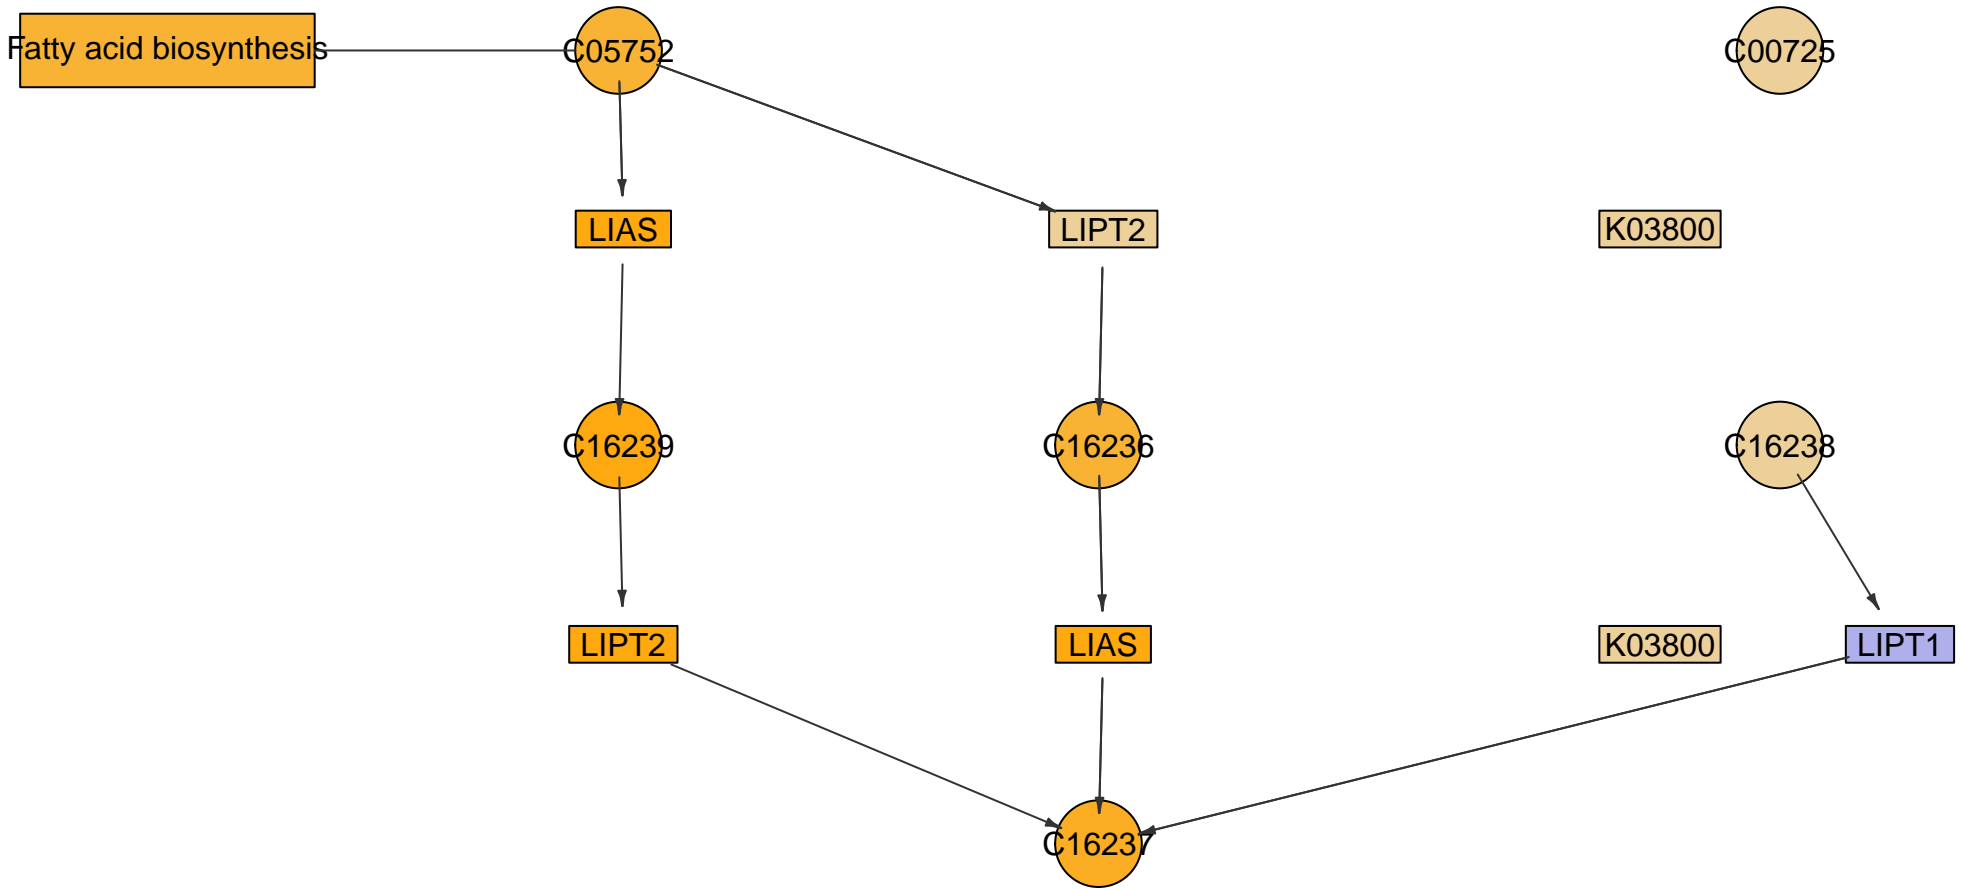 Fatty acid biosynthesis
C05752
C00725
LIAS
LIPT2
K03800
C16239
C16236
C16238
LIPT2
LIAS
K03800
LIPT1
C16237